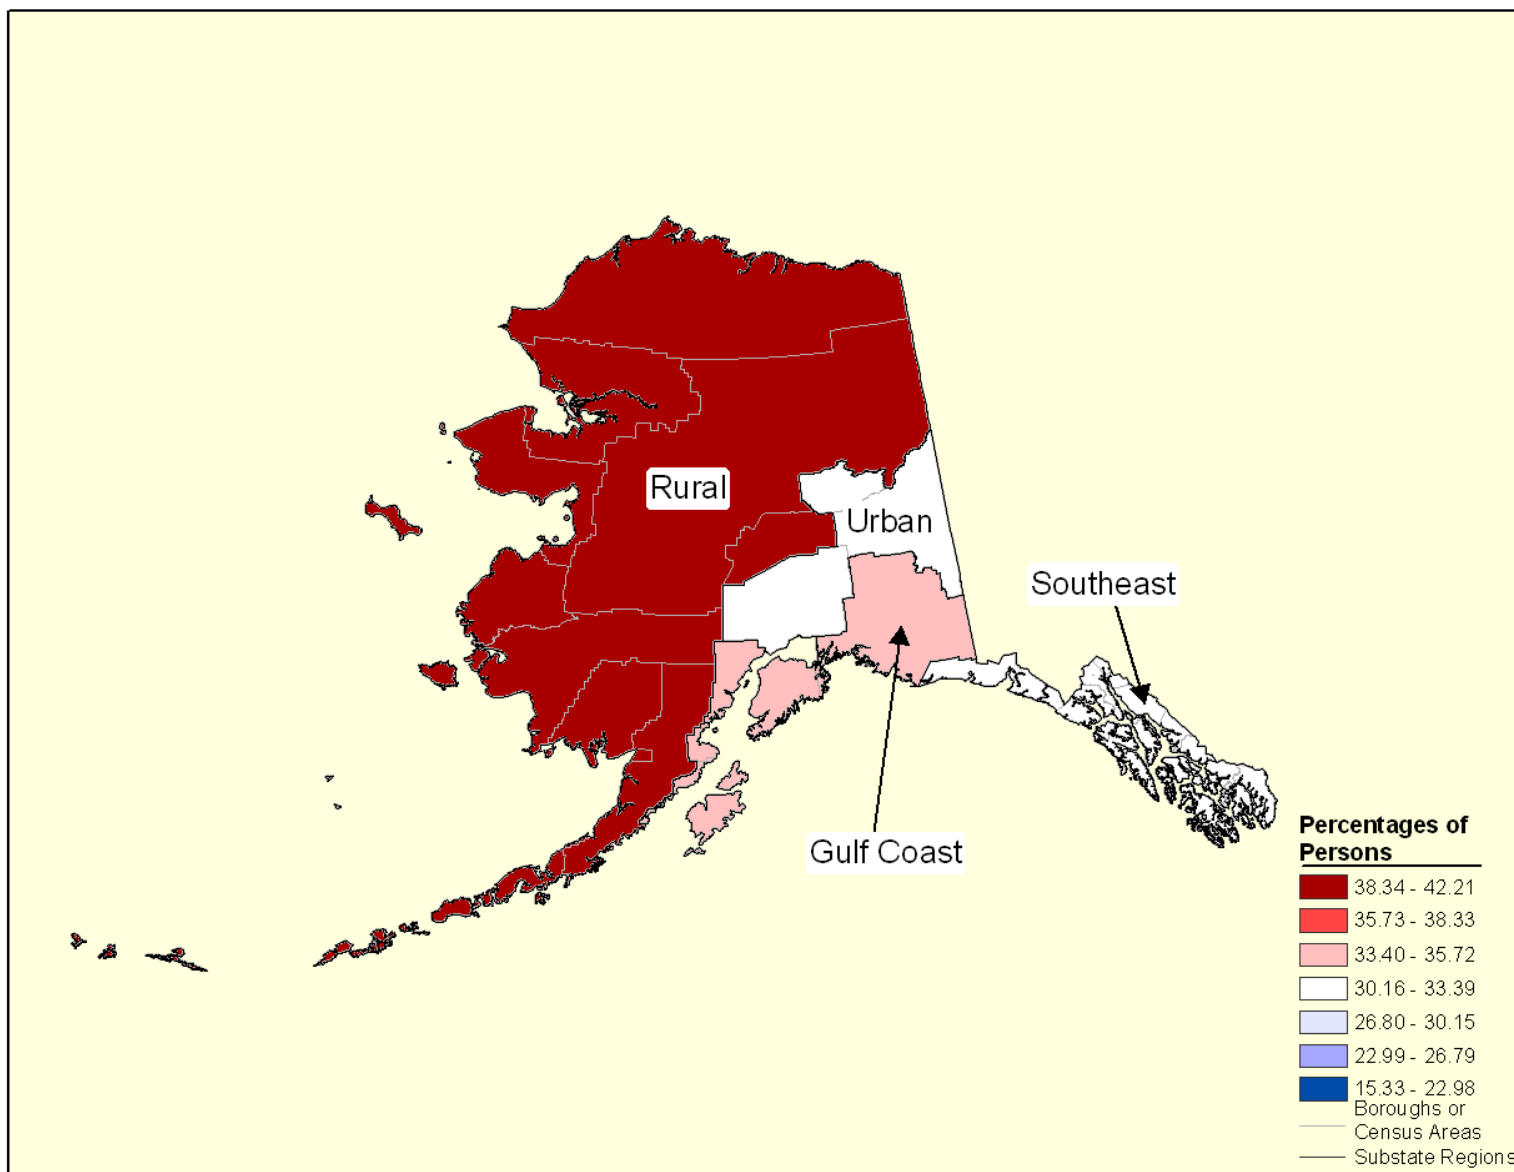 Rural
Urban
Southeast
Gulf Coast
Percentages of
Persons
38.34 - 42.21
35.73 - 38.33
33.40 - 35.72
30.16 - 33.39
26.80 - 30.15
22.99 - 26.79
15.33 - 22.98
Boroughs or
Census Areas
Substate Regions